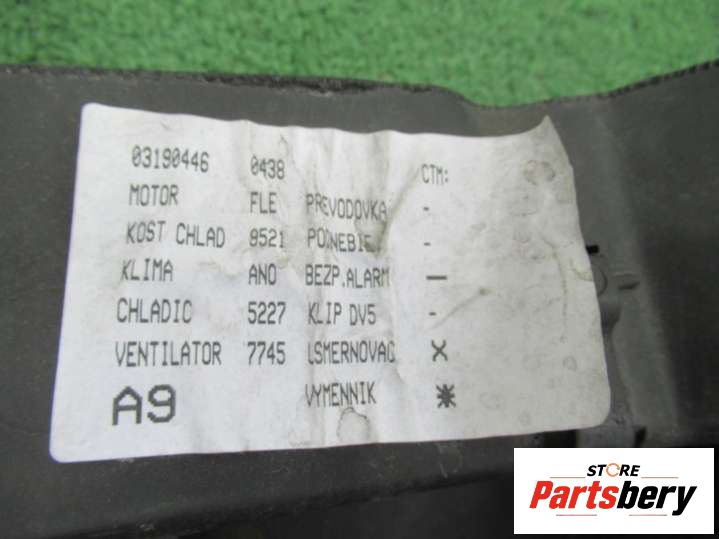 03190446 0438 CTM:
MOTOR FLE PREVODOVKA -
KOST CHLAD 9521 PODNEBIE. -
KLIMA ANO BEZP.ALARM —
CHLADIC 5227 KLIP DV5 -
VENTILATOR 7745 USMERNOVAC X
A9 VYMENNIK ✳
STORE
Partsbery